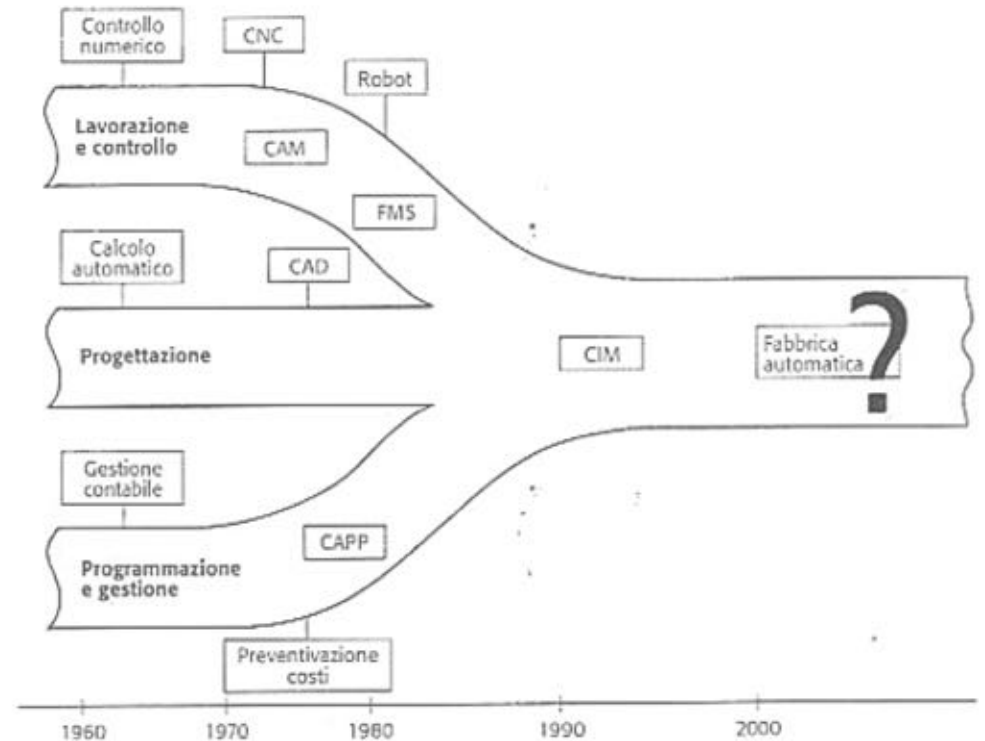 Controllo
numerico
CNC
Robot
Lavorazione
e controllo
CAM
FMS
Calcolo
automatico
CAD
Progettazione
CIM
Fabbrica
automatica
?
Gestione
contabile
CAPP
Programmazione
e gestione
Preventivazione
costi
1960
1970
1980
1990
2000